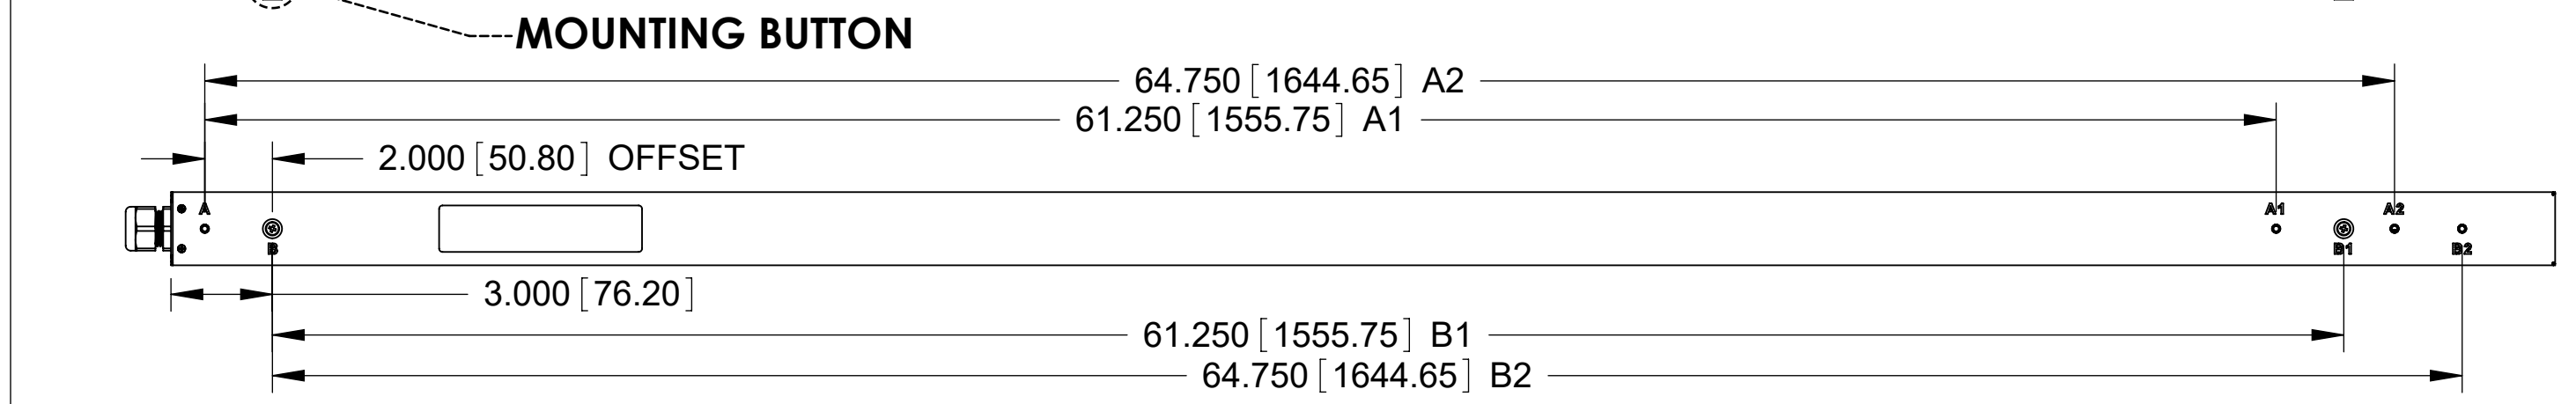 MOUNTING BUTTON
64.750 [1644.65] A2
61.250 [1555.75] A1
2.000 [50.80] OFFSET
A
A1
A2
B
B1
B2
3.000 [76.20]
61.250 [1555.75] B1
64.750 [1644.65] B2